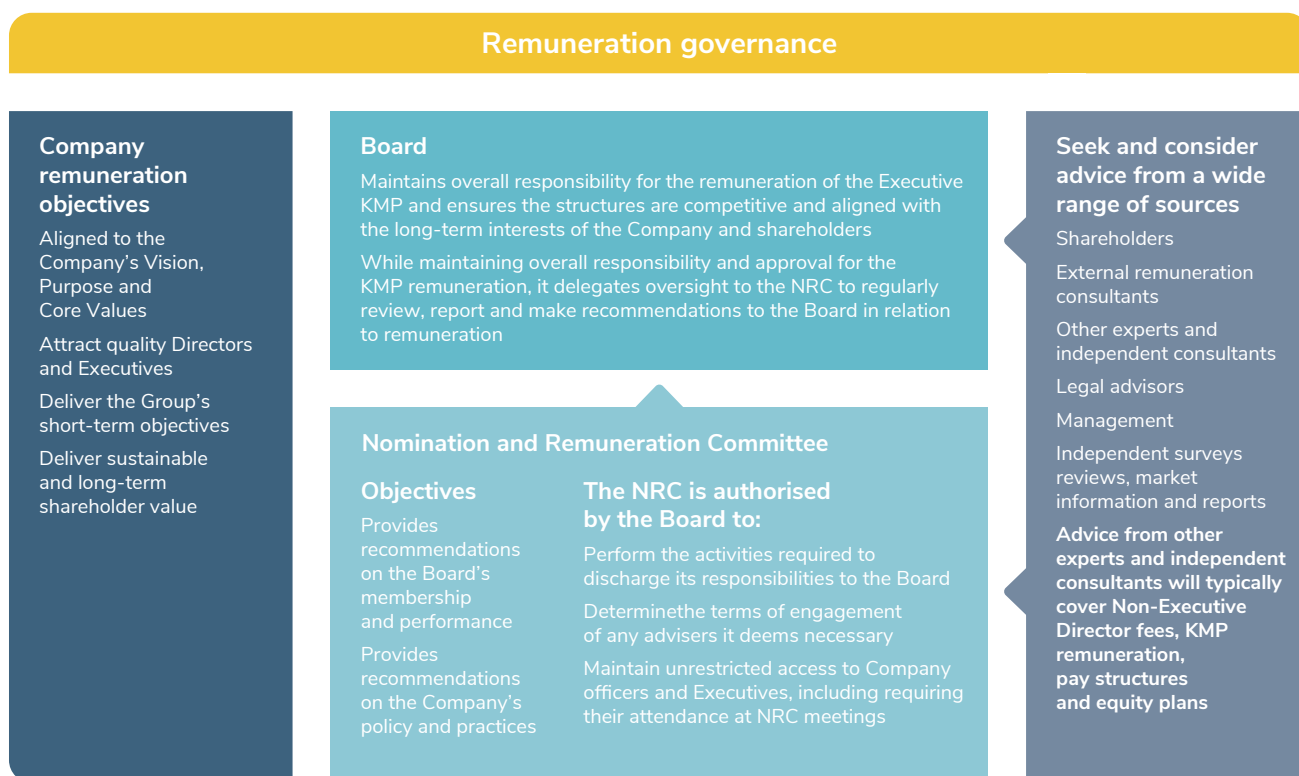 Remuneration governance
Company
remuneration
objectives
Aligned to the
Company’s Vision,
Purpose and
Core Values
Attract quality Directors
and Executives
Deliver the Group’s
short-term objectives
Deliver sustainable
and long-term
shareholder value
Board
Maintains overall responsibility for the remuneration of the Executive
KMP and ensures the structures are competitive and aligned with
the long-term interests of the Company and shareholders
While maintaining overall responsibility and approval for the
KMP remuneration, it delegates oversight to the NRC to regularly
review, report and make recommendations to the Board in relation
to remuneration
Nomination and Remuneration Committee
Objectives
Provides
recommendations
on the Board’s
membership
and performance
Provides
recommendations
on the Company’s
policy and practices
The NRC is authorised
by the Board to:
Perform the activities required to
discharge its responsibilities to the Board
Determinethe terms of engagement
of any advisers it deems necessary
Maintain unrestricted access to Company
officers and Executives, including requiring
their attendance at NRC meetings
Seek and consider
advice from a wide
range of sources
Shareholders
External remuneration
consultants
Other experts and
independent consultants
Legal advisors
Management
Independent surveys
reviews, market
information and reports
Advice from other
experts and independent
consultants will typically
cover Non-Executive
Director fees, KMP
remuneration,
pay structures
and equity plans